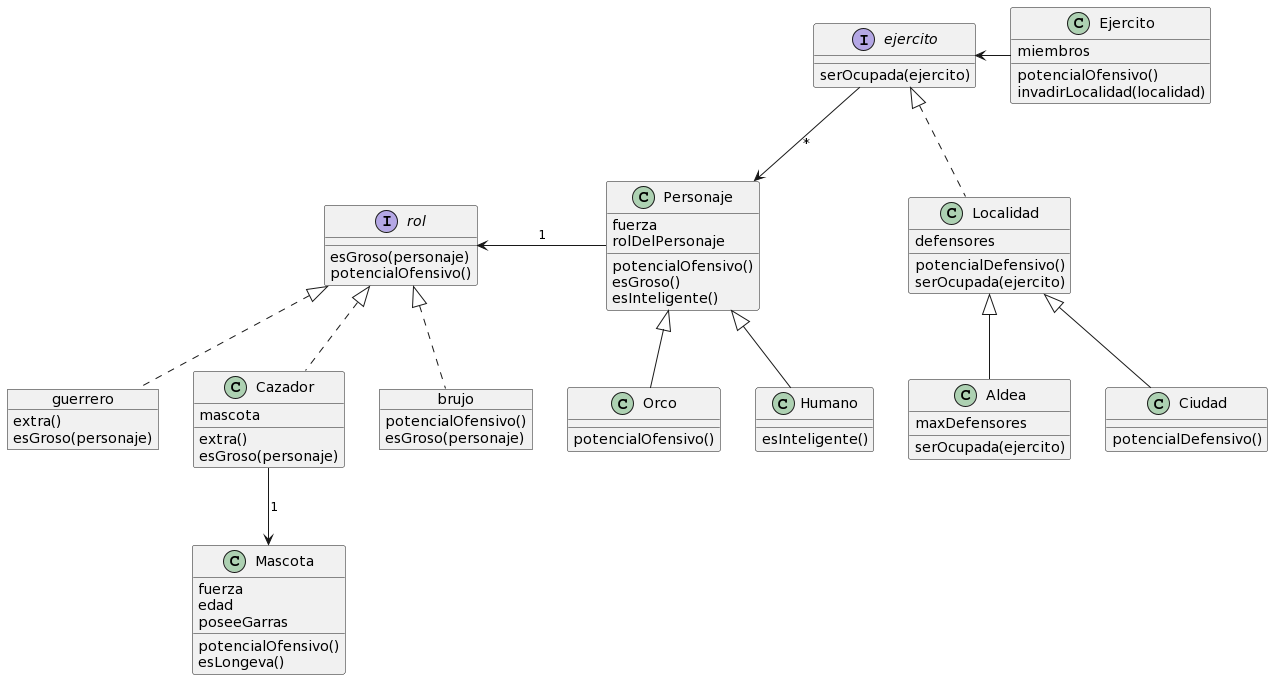 I ejercito
serOcupada(ejercito)
C Ejercito
miembros
potencialOfensivo()
invadirLocalidad(localidad)
*
I rol
esGroso(personaje)
potencialOfensivo()
1
C Personaje
fuerza
rolDelPersonaje
potencialOfensivo()
esGroso()
esInteligente()
C Localidad
defensores
potencialDefensivo()
serOcupada(ejercito)
guerrero
extra()
esGroso(personaje)
C Cazador
mascota
extra()
esGroso(personaje)
brujo
potencialOfensivo()
esGroso(personaje)
C Orco
potencialOfensivo()
C Humano
esInteligente()
C Aldea
maxDefensores
serOcupada(ejercito)
C Ciudad
potencialDefensivo()
1
C Mascota
fuerza
edad
poseeGarras
potencialOfensivo()
esLongeva()